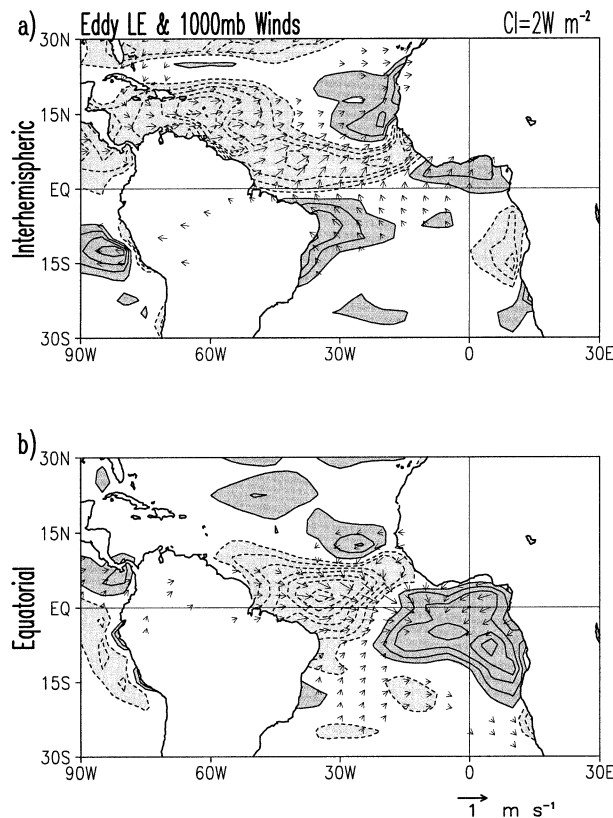 a) Eddy LE & 1000mb Winds CI=2W m⁻²
30N
15N
EQ
15S
30S
Interhemispheric
90W 60W 30W 0 30E
b)
30N
15N
EQ
15S
30S
Equatorial
90W 60W 30W 0 30E
1 m s⁻¹